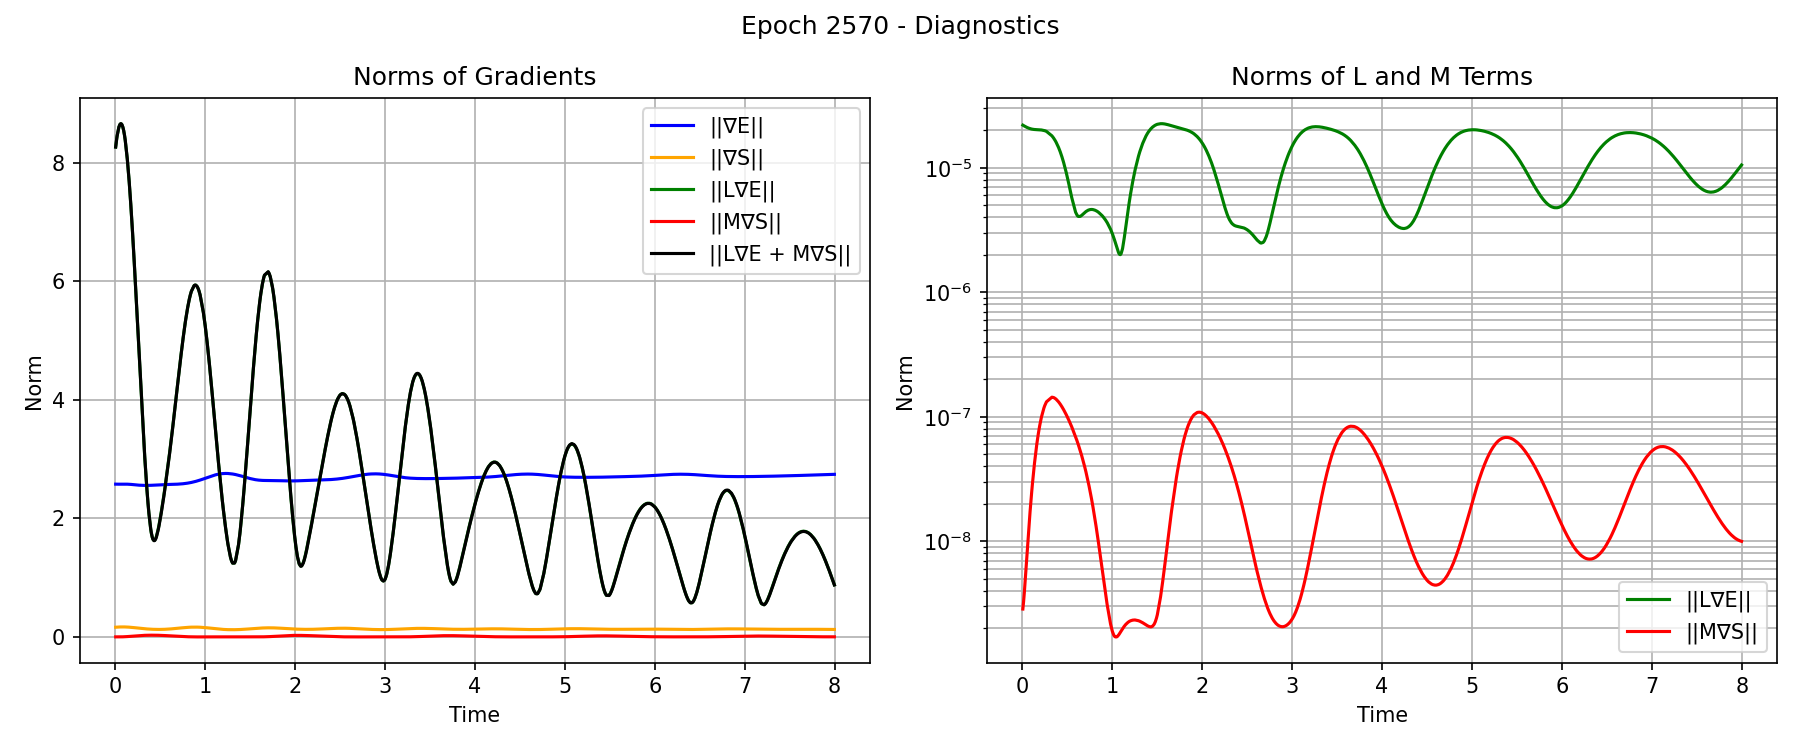 Epoch 2570 - Diagnostics
Norms of Gradients
Norm
8
6
4
2
0
||∇E||
||∇S||
||L∇E||
||M∇S||
||L∇E + M∇S||
0 1 2 3 4 5 6 7 8
Time
Norms of L and M Terms
Norm
10⁻⁵
10⁻⁶
10⁻⁷
10⁻⁸
||L∇E||
||M∇S||
0 1 2 3 4 5 6 7 8
Time